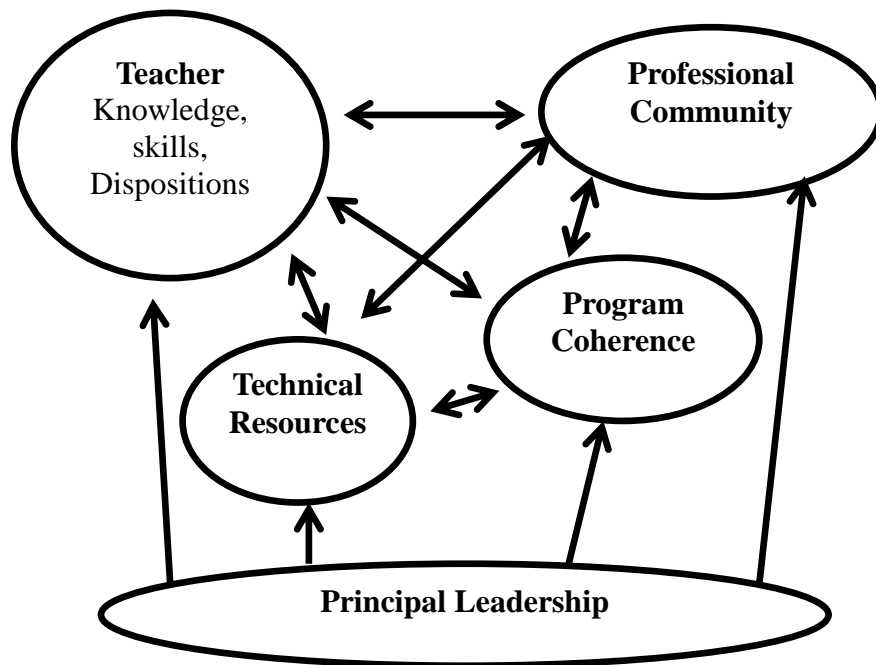 Teacher
Knowledge,
skills,
Dispositions
Professional
Community
Program
Coherence
Technical
Resources
Principal Leadership